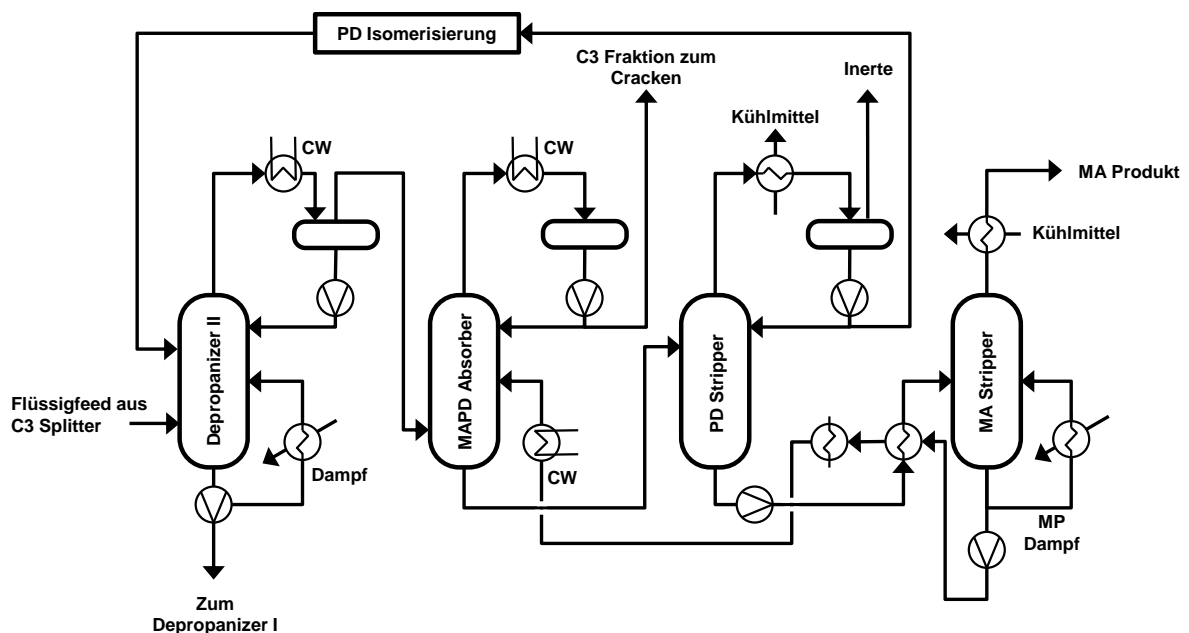 PD Isomerisierung
C3 Fraktion zum
Cracken
Inerte
Kühlmittel
CW
CW
MA Produkt
Kühlmittel
Depropanizer II
MAPD Absorber
PD Stripper
MA Stripper
Flüssigfeed aus
C3 Splitter
Dampf
CW
MP
Dampf
Zum
Depropanizer I